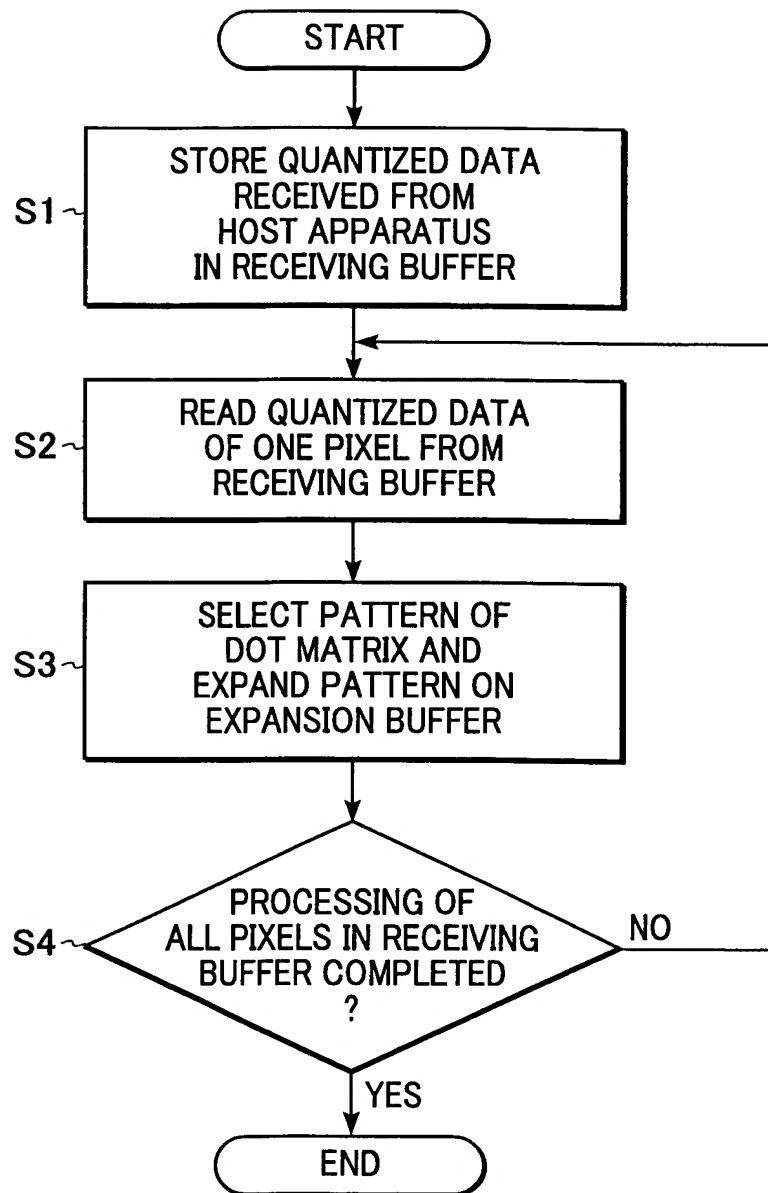 START
STORE QUANTIZED DATA
RECEIVED FROM
HOST APPARATUS
IN RECEIVING BUFFER
S1
READ QUANTIZED DATA
OF ONE PIXEL FROM
RECEIVING BUFFER
S2
SELECT PATTERN OF
DOT MATRIX AND
EXPAND PATTERN ON
EXPANSION BUFFER
S3
PROCESSING OF
ALL PIXELS IN RECEIVING
BUFFER COMPLETED
?
S4
NO
YES
END